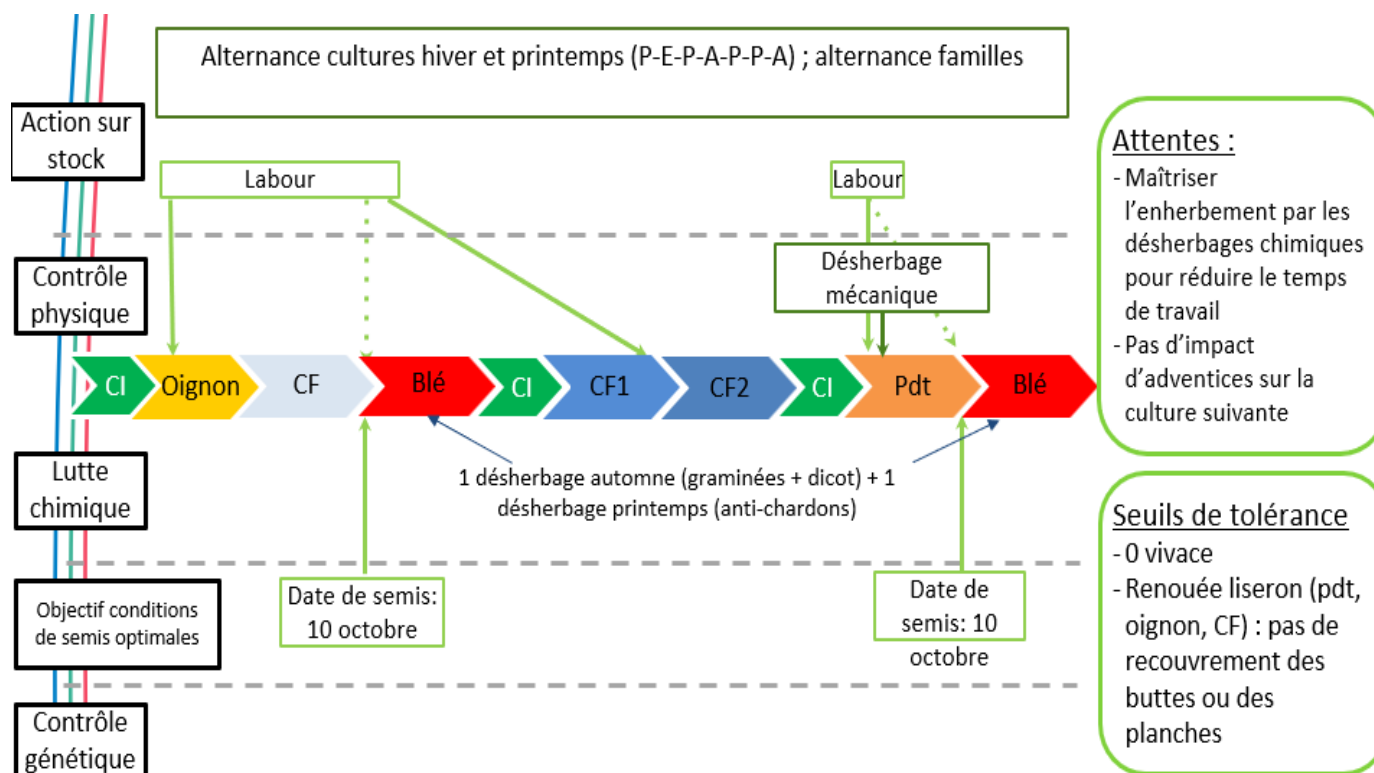 Alternance cultures hiver et printemps (P-E-P-A-P-P-A) ; alternance familles
Action sur
stock
Labour
Labour
Contrôle
physique
Désherbage
mécanique
CI
Oignon
CF
Blé
CI
CF1
CF2
CI
Pdt
Blé
Lutte
chimique
1 désherbage automne (graminées + dicot) + 1
désherbage printemps (anti-chardons)
Objectif conditions
de semis optimales
Date de semis:
10 octobre
Date de
semis: 10
octobre
Contrôle
génétique
Attentes :
- Maîtriser
l’enherbement par les
désherbages chimiques
pour réduire le temps
de travail
- Pas d’impact
d’adventices sur la
culture suivante
Seuils de tolérance
- 0 vivace
- Renouée liseron (pdt,
oignon, CF) : pas de
recouvrement des
buttes ou des
planches